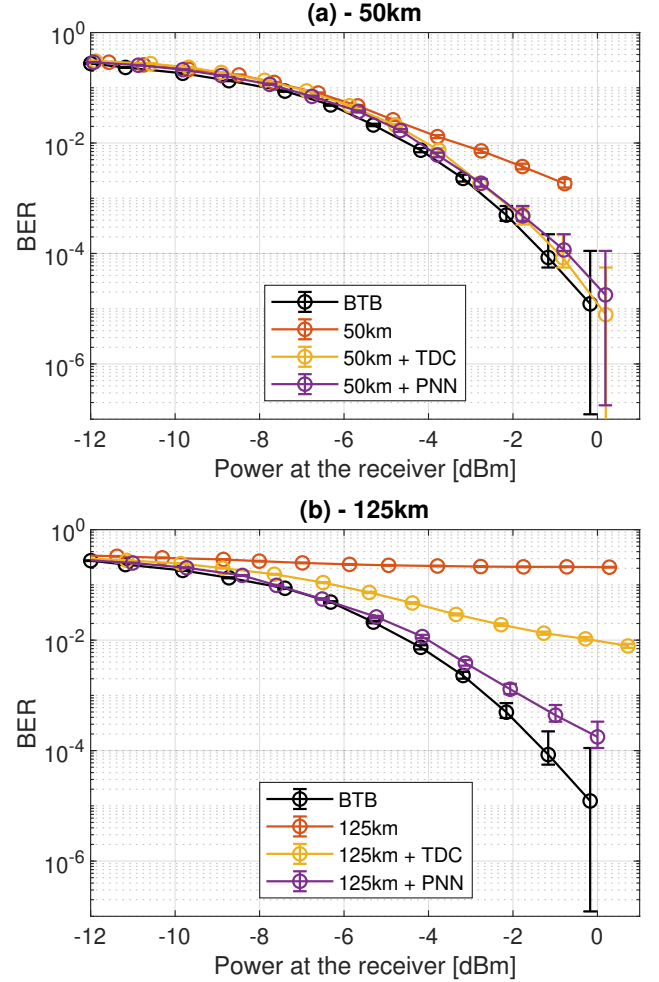 (a) - 50km
10^0
10^-2
10^-4
10^-6
BER
BTB
50km
50km + TDC
50km + PNN
-12 -10 -8 -6 -4 -2 0
Power at the receiver [dBm]
(b) - 125km
10^0
10^-2
10^-4
10^-6
BER
BTB
125km
125km + TDC
125km + PNN
-12 -10 -8 -6 -4 -2 0
Power at the receiver [dBm]